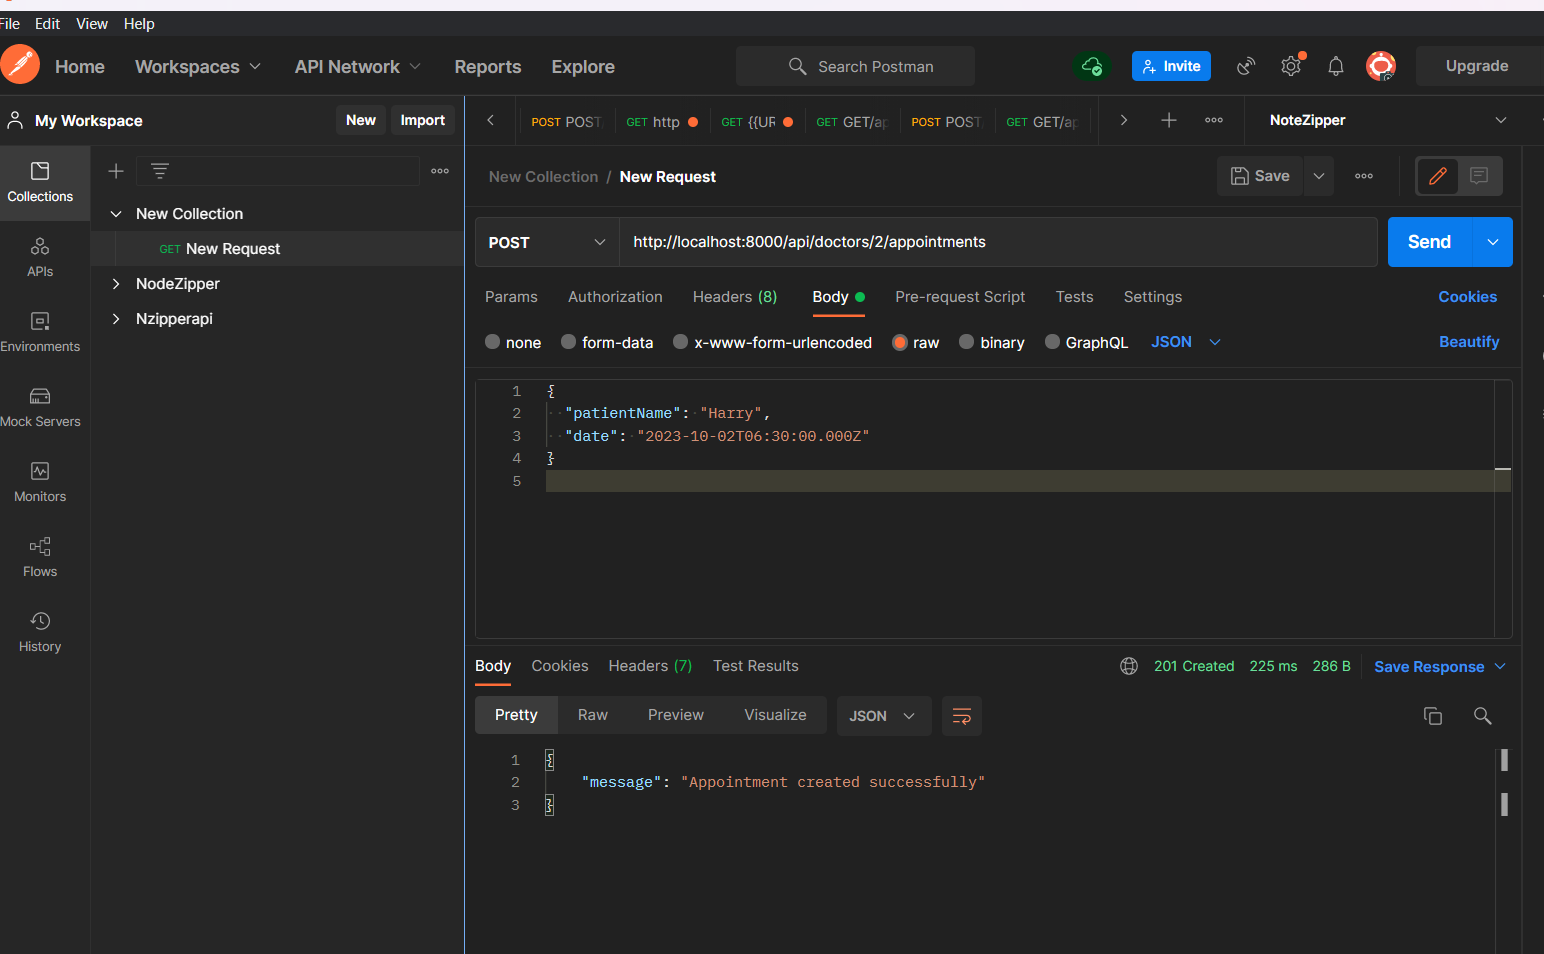 File Edit View Help
Home Workspaces API Network Reports Explore Search Postman Invite Upgrade
My Workspace New Import
POST POST GET http GET {{UR GET GET/ap POST POST GET GET/ap NoteZipper
Collections
New Collection / New Request Save
New Collection
GET New Request
NodeZipper
Nzipperapi
APIs
Environments
Mock Servers
Monitors
Flows
History
POST http://localhost:8000/api/doctors/2/appointments Send
Params Authorization Headers (8) Body Pre-request Script Tests Settings Cookies
none form-data x-www-form-urlencoded raw binary GraphQL JSON Beautify
1 {
2 "patientName": "Harry",
3 "date": "2023-10-02T06:30:00.000Z"
4 }
5
Body Cookies Headers (7) Test Results 201 Created 225 ms 286 B Save Response
Pretty Raw Preview Visualize JSON
1 {
2 "message": "Appointment created successfully"
3 }